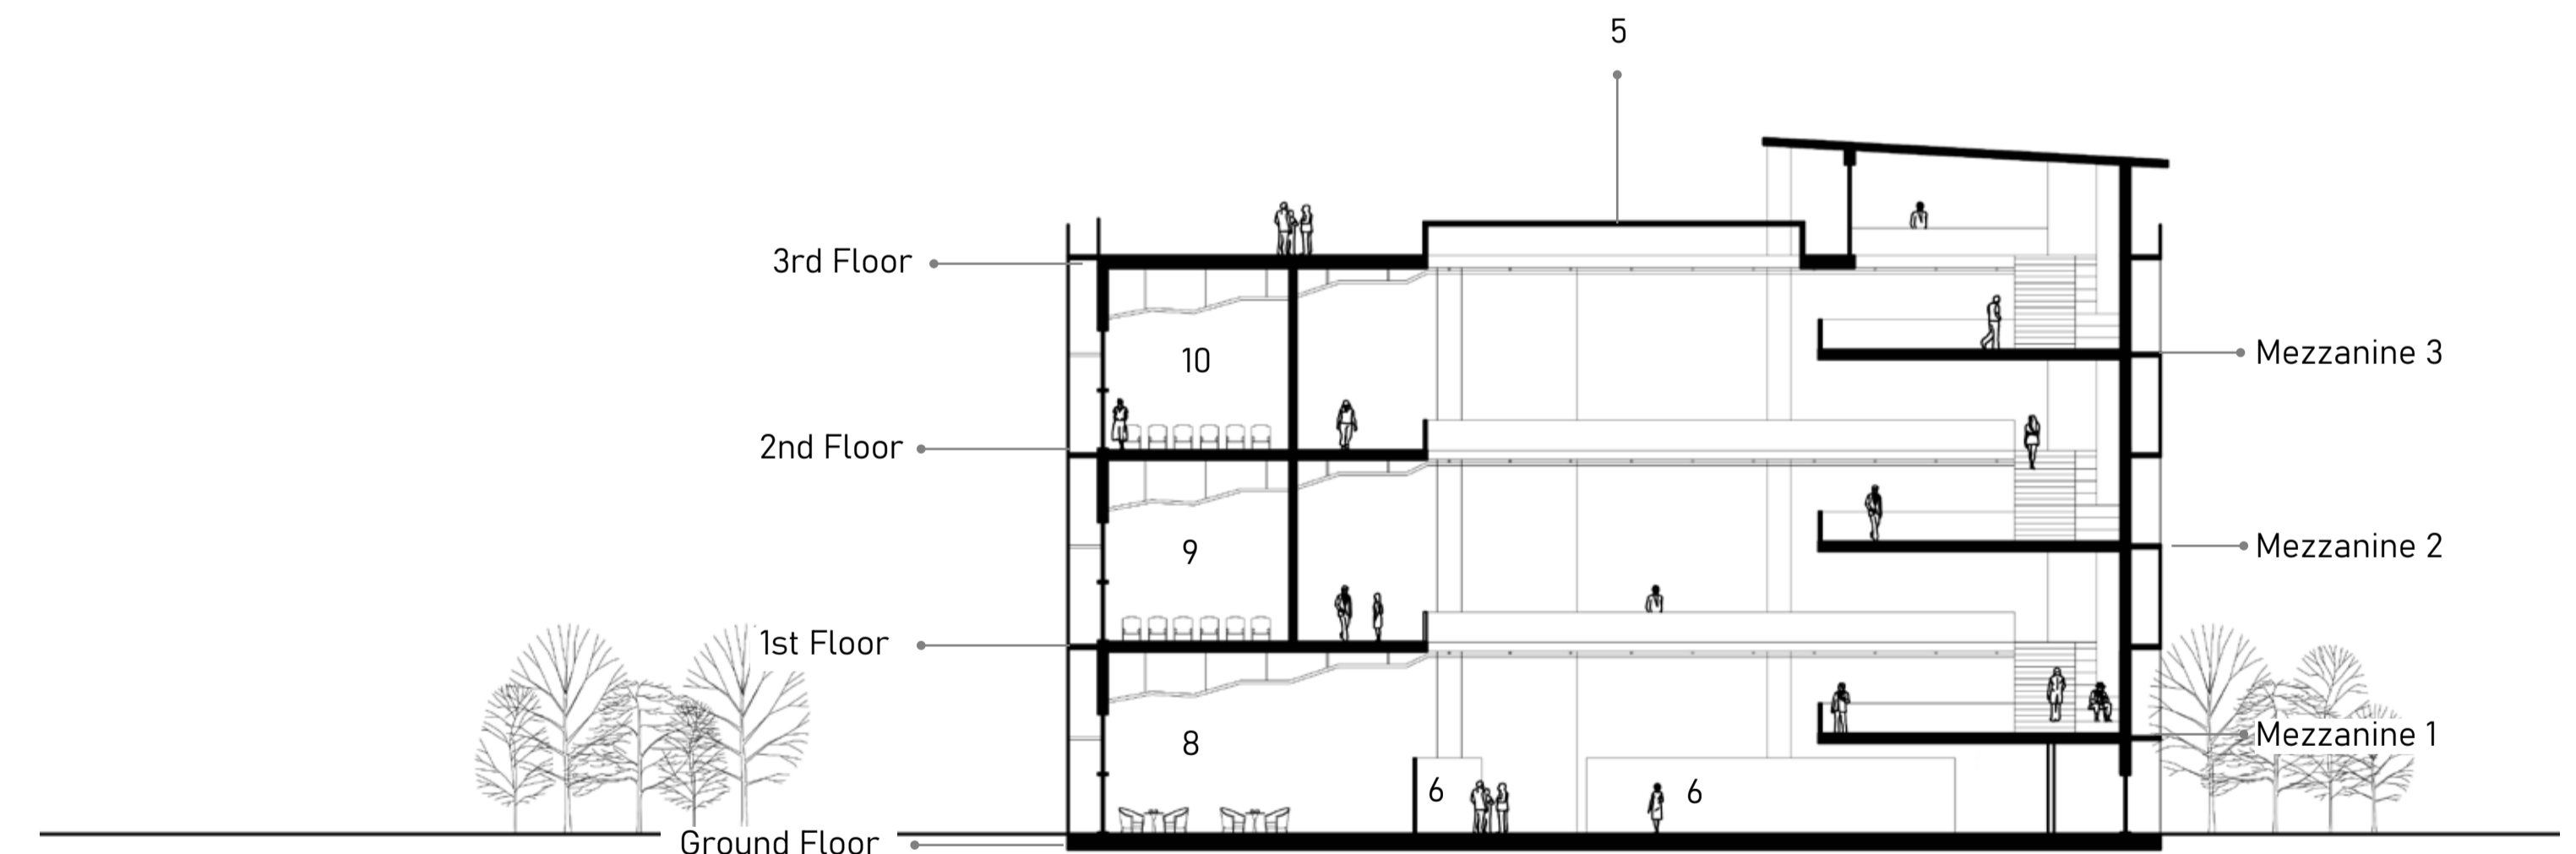 5
3rd Floor
10
Mezzanine 3
2nd Floor
9
Mezzanine 2
1st Floor
8
Mezzanine 1
6
6
Ground Floor